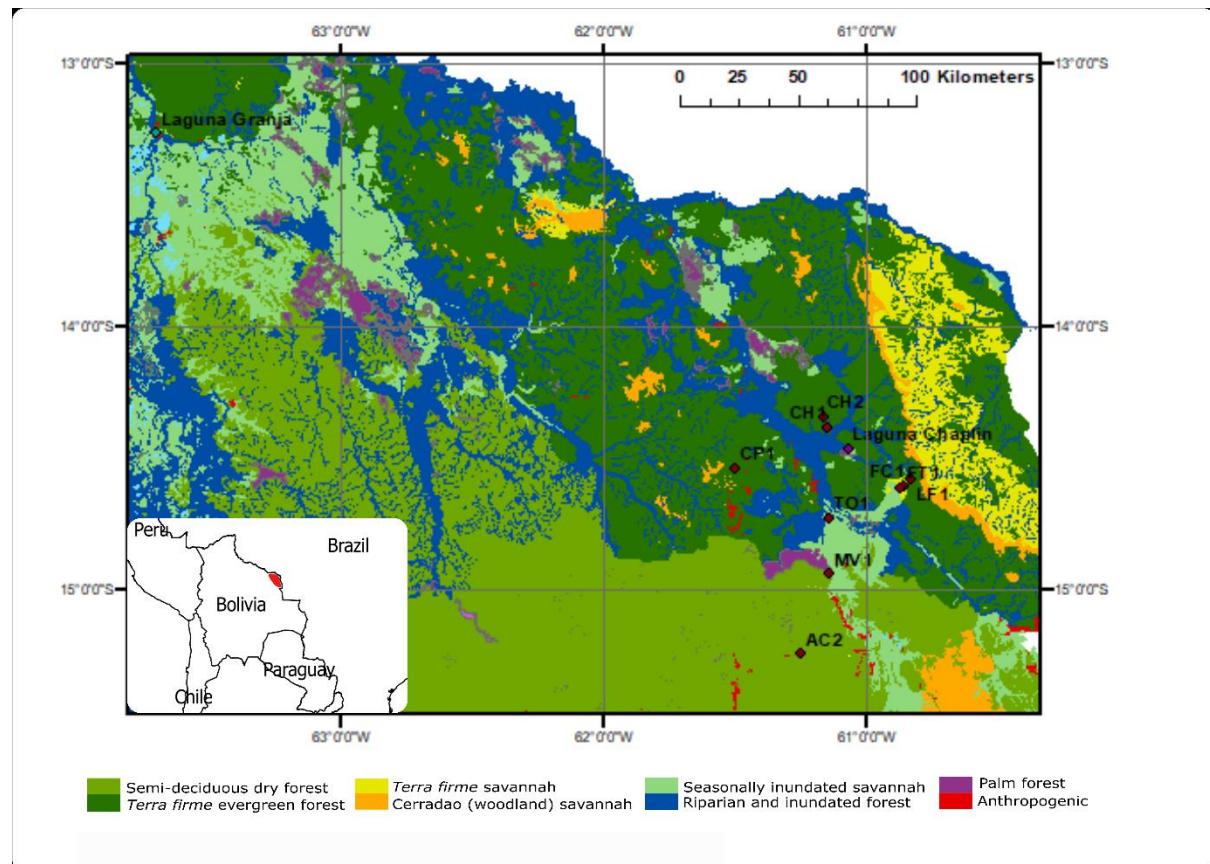 63°0'0"W 62°0'0"W 61°0'0"W
13°0'0"S 13°0'0"S
0 25 50 100 Kilometers
Laguna Granja
14°0'0"S 14°0'0"S
CH1 CH2
Laguna Chaplin
CP1
FC1 FT1
LF1
TO1
MV1
15°0'0"S 15°0'0"S
AC2
Peru
Brazil
Bolivia
Paraguay
Chile
63°0'0"W 62°0'0"W 61°0'0"W
Semi-deciduous dry forest Terra firme savannah Seasonally inundated savannah Palm forest
Terra firme evergreen forest Cerradao (woodland) savannah Riparian and inundated forest Anthropogenic